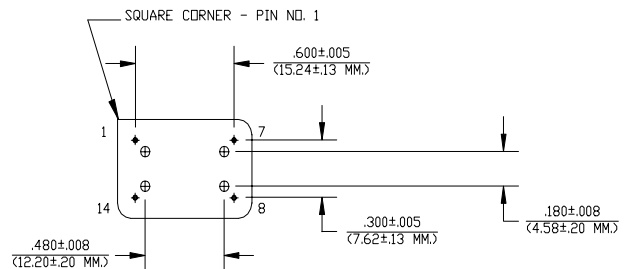 SQUARE CORNER - PIN NO. 1
.600±.005
(15.24±.13 MM.)
1
7
14
8
.480±.008
(12.20±.20 MM.)
.300±.005
(7.62±.13 MM.)
.180±.008
(4.58±.20 MM.)